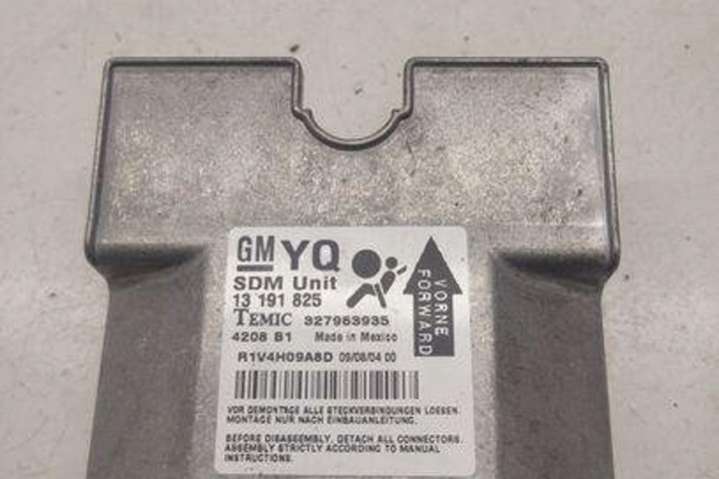 GM YQ
SDM Unit
13 191 825
TEMIC 327963935
4208 B1 Made in Mexico
R1V4H09A8D 09/08/04 00
VORNE
FORWARD
VOR DEMONTAGE ALLE STECKVERBINDUNGEN LOESEN.
MONTAGE NUR NACH EINBAUANLEITUNG.
BEFORE DISASSEMBLY, DETACH ALL CONNECTORS.
ASSEMBLY STRICTLY ACCORDING TO MANUAL
INSTRUCTIONS.